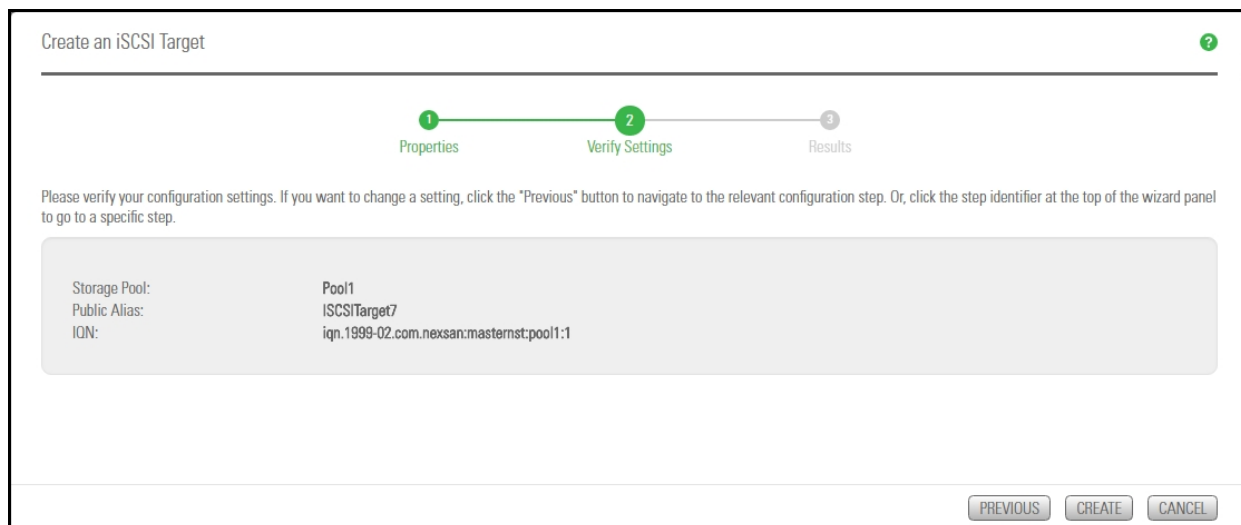 Create an iSCSI Target
?
1
2
3
Properties
Verify Settings
Results
Please verify your configuration settings. If you want to change a setting, click the "Previous" button to navigate to the relevant configuration step. Or, click the step identifier at the top of the wizard panel
to go to a specific step.
Storage Pool: Pool1
Public Alias: ISCSITarget7
IQN: iqn.1999-02.com.nexsan:masternst:pool1:1
PREVIOUS CREATE CANCEL